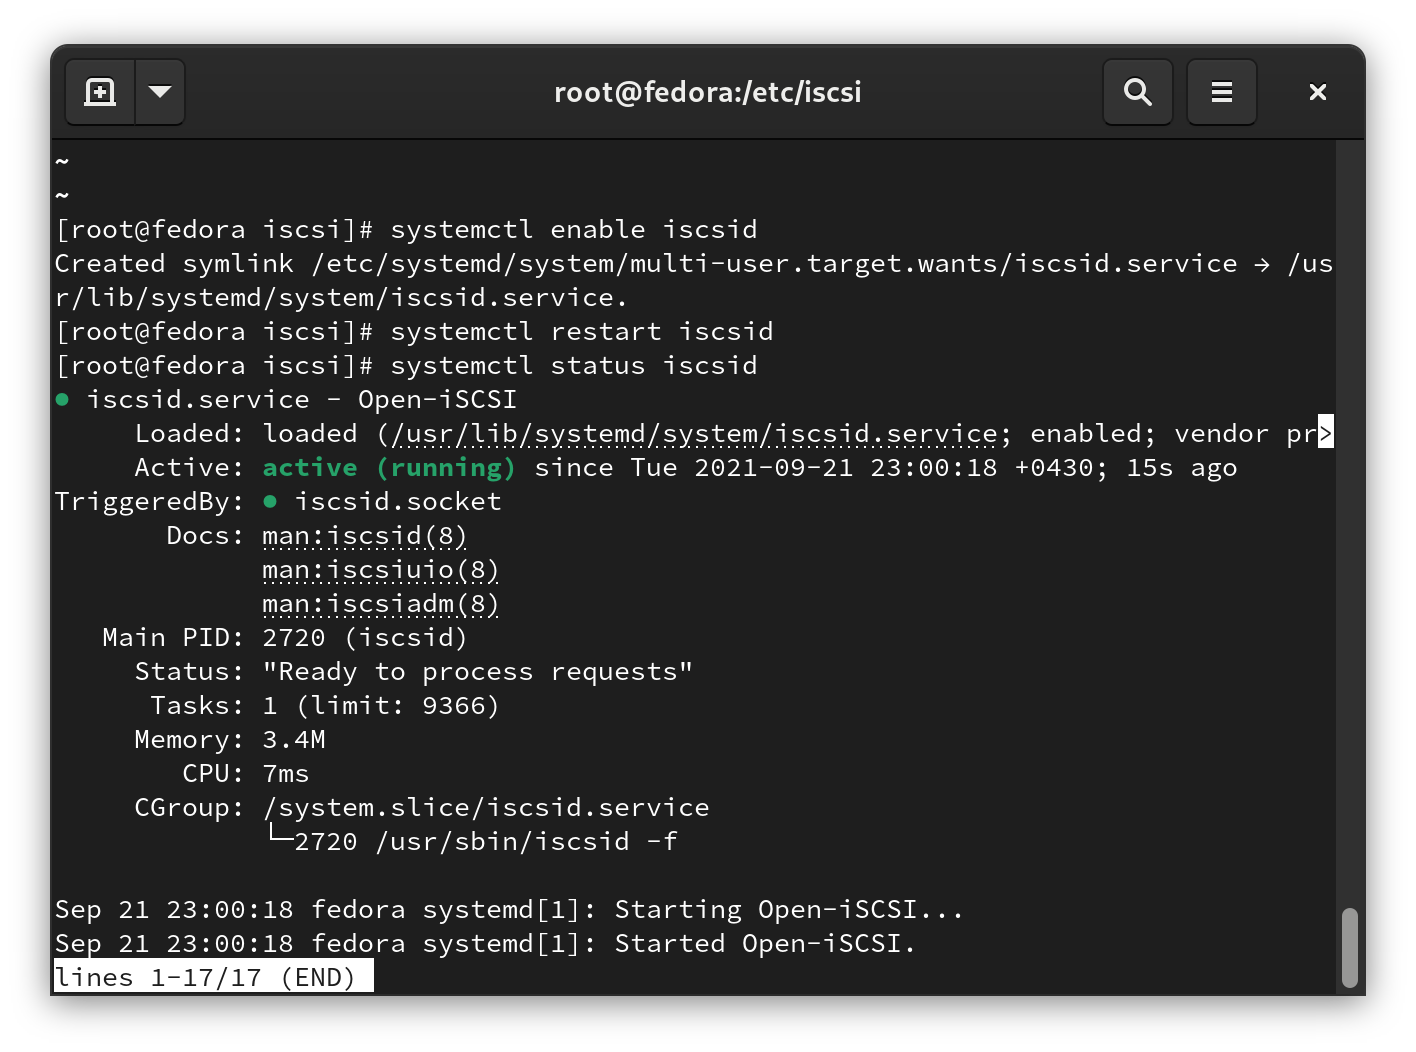 root@fedora:/etc/iscsi
~
~
[root@fedora iscsi]# systemctl enable iscsid
Created symlink /etc/systemd/system/multi-user.target.wants/iscsid.service → /us
r/lib/systemd/system/iscsid.service.
[root@fedora iscsi]# systemctl restart iscsid
[root@fedora iscsi]# systemctl status iscsid
● iscsid.service - Open-iSCSI
     Loaded: loaded (/usr/lib/systemd/system/iscsid.service; enabled; vendor pr>
     Active: active (running) since Tue 2021-09-21 23:00:18 +0430; 15s ago
TriggeredBy: ● iscsid.socket
       Docs: man:iscsid(8)
             man:iscsiuio(8)
             man:iscsiadm(8)
   Main PID: 2720 (iscsid)
     Status: "Ready to process requests"
      Tasks: 1 (limit: 9366)
     Memory: 3.4M
        CPU: 7ms
     CGroup: /system.slice/iscsid.service
             └─2720 /usr/sbin/iscsid -f

Sep 21 23:00:18 fedora systemd[1]: Starting Open-iSCSI...
Sep 21 23:00:18 fedora systemd[1]: Started Open-iSCSI.
lines 1-17/17 (END)